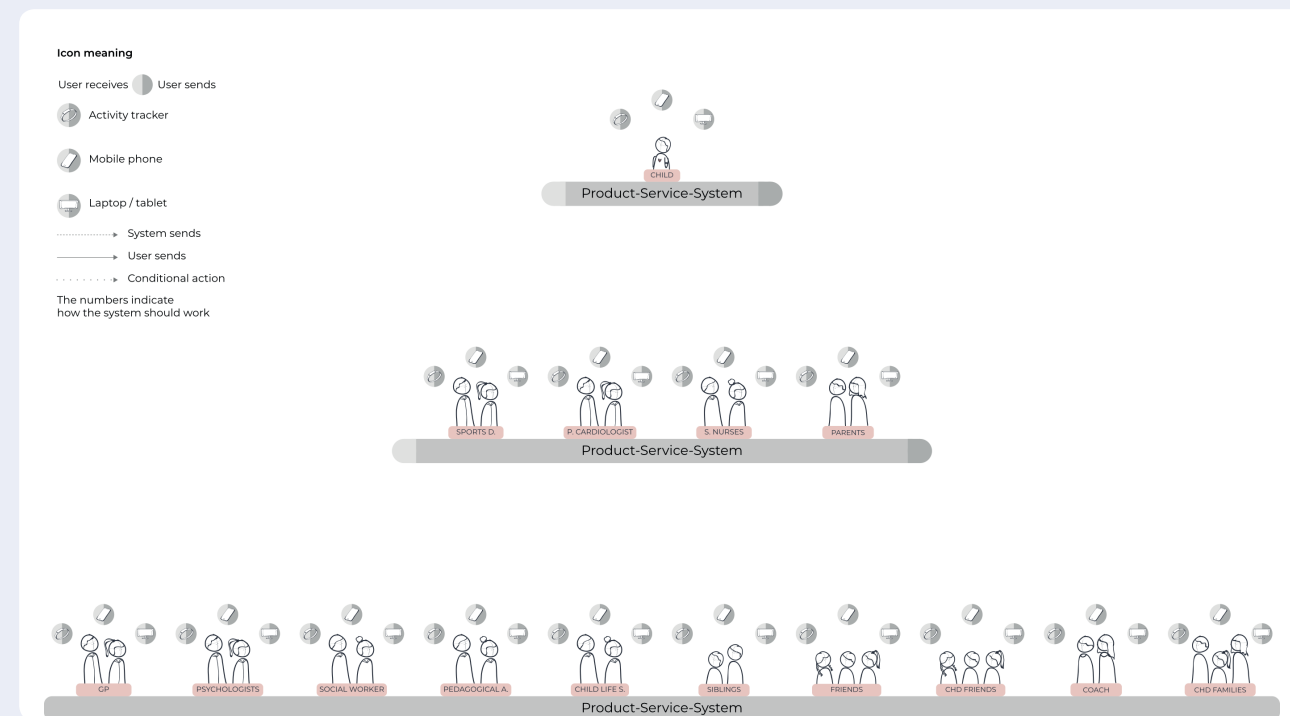 Icon meaning
User receives User sends
Activity tracker
Mobile phone
Laptop / tablet
System sends
User sends
Conditional action
The numbers indicate
how the system should work
CHILD
Product-Service-System
SPORTS D. P. CARDIOLOGIST S. NURSES PARENTS
Product-Service-System
GP PSYCHOLOGISTS SOCIAL WORKER PEDAGOGICAL A. CHILD LIFE S. SIBLINGS FRIENDS CHD FRIENDS COACH CHD FAMILIES
Product-Service-System